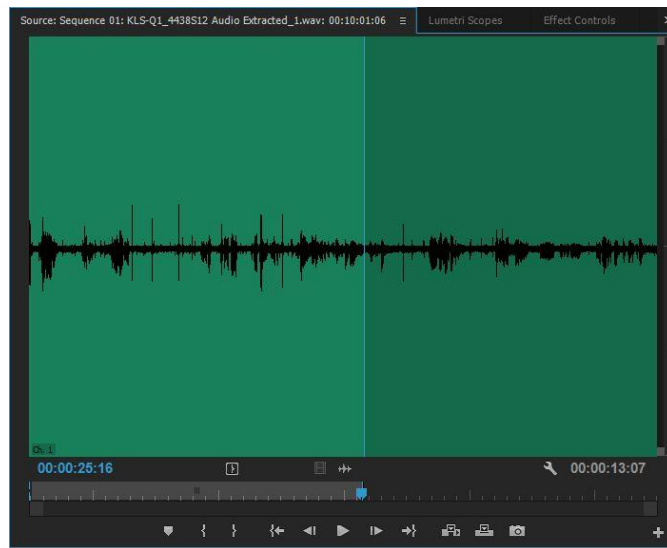 Source: Sequence 01: KLS-Q1_4438S12 Audio Extracted_1.wav: 00:10:01:06 Lumetri Scopes Effect Controls
Ch. 1
00:00:25:16 00:00:13:07